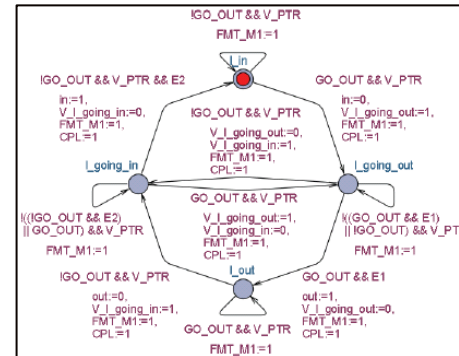 !GO_OUT && V_PTR
FMT_M1:=1
I_in
!GO_OUT && V_PTR && E2
in:=1,
V_I_going_in:=0,
FMT_M1:=1,
CPL:=1
GO_OUT && V_PTR
in:=0,
V_I_going_out:=1,
FMT_M1:=1,
CPL:=1
!GO_OUT && V_PTR
V_I_going_out:=0,
V_I_going_in:=1,
FMT_M1:=1,
CPL:=1
I_going_in
I_going_out
GO_OUT && V_PTR
V_I_going_out:=1,
V_I_going_in:=0,
FMT_M1:=1,
CPL:=1
!((!GO_OUT && E2)
|| GO_OUT) && V_PTR
FMT_M1:=1
!((GO_OUT && E1)
|| !GO_OUT) && V_PT
FMT_M1:=1
I_out
!GO_OUT && V_PTR
out:=0,
V_I_going_in:=1,
FMT_M1:=1,
CPL:=1
GO_OUT && E1
out:=1,
V_I_going_out:=0,
FMT_M1:=1,
CPL:=1
GO_OUT && V_PTR
FMT_M1:=1